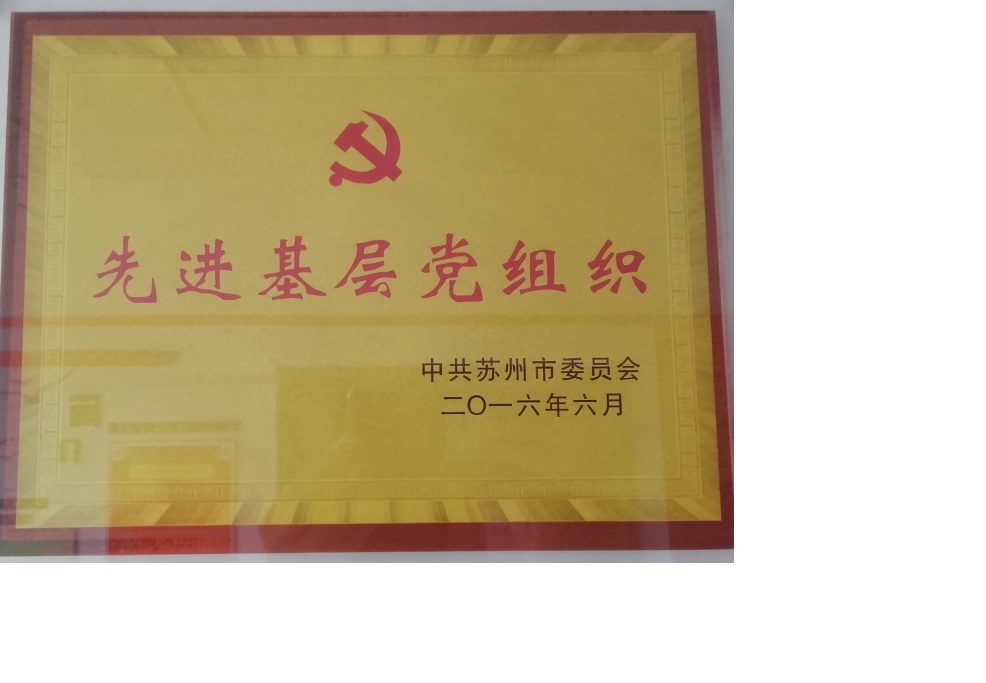 先进基层党组织
中共苏州市委员会
二〇一六年六月